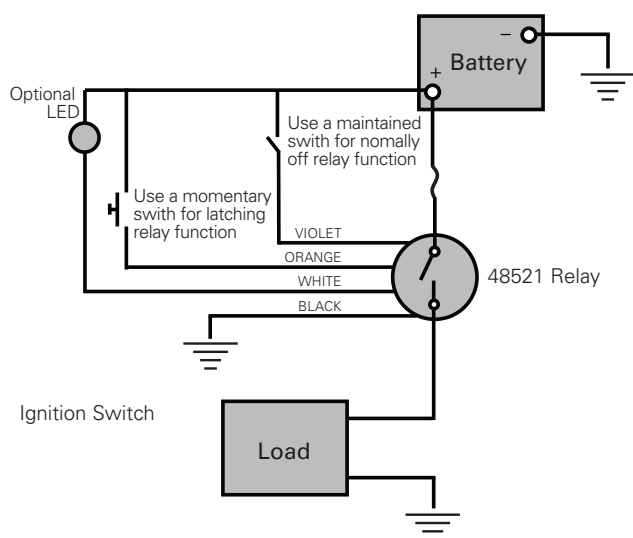 Battery
−
+
Optional
LED
Use a maintained
swith for nomally
off relay function
Use a momentary
swith for latching
relay function
VIOLET
ORANGE
WHITE
BLACK
48521 Relay
Ignition Switch
Load